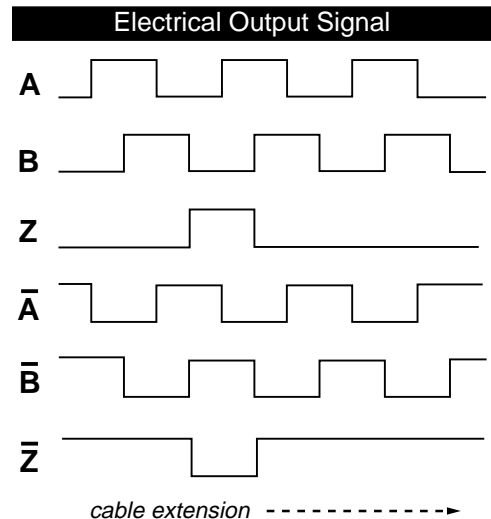 Electrical Output Signal
A
B
Z
A̅
B̅
Z̅
cable extension